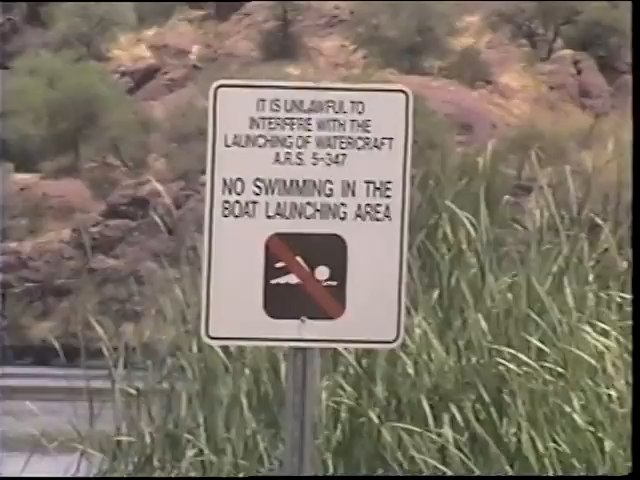 IT IS UNLAWFUL TO
INTERFERE WITH THE
LAUNCHING OF WATERCRAFT
A.R.S. 5-347
NO SWIMMING IN THE
BOAT LAUNCHING AREA